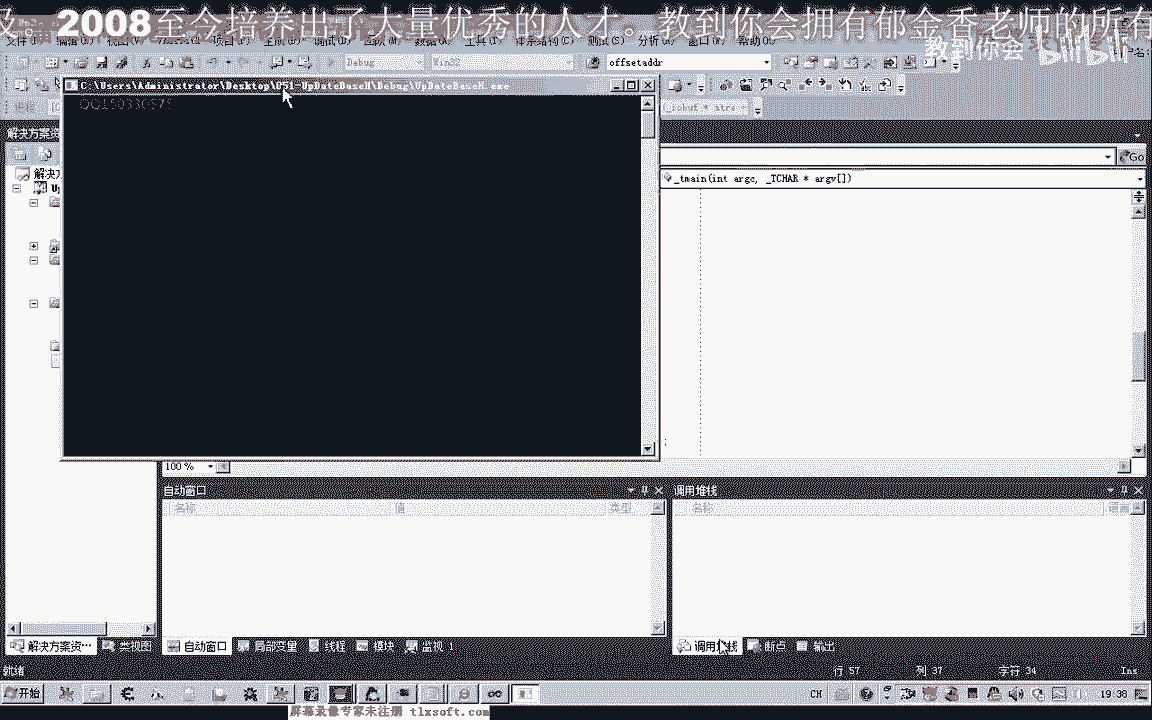 及。2008至今培养出了大量优秀的人才。教到你会拥有郁金香老师的所有
教到你会 bilibili
Debug Win32 offsetaddr
C:\Users\Administrator\Desktop\051-UpDateBaseH\Debug\UpDateBaseH.exe
QQ150330575
解决方案资
Go
_tmain(int argc, _TCHAR * argv[])
解决方
100 %
自动窗口
调用堆栈
名称 值 类型
名称 语言
解决方案资… 类视图 自动窗口 局部变量 线程 模块 监视 1 调用堆栈 断点 输出
就绪 行 57 列 37 字符 34 Ins
开始 CH 19:38
屏幕录像专家未注册 tlxsoft.com